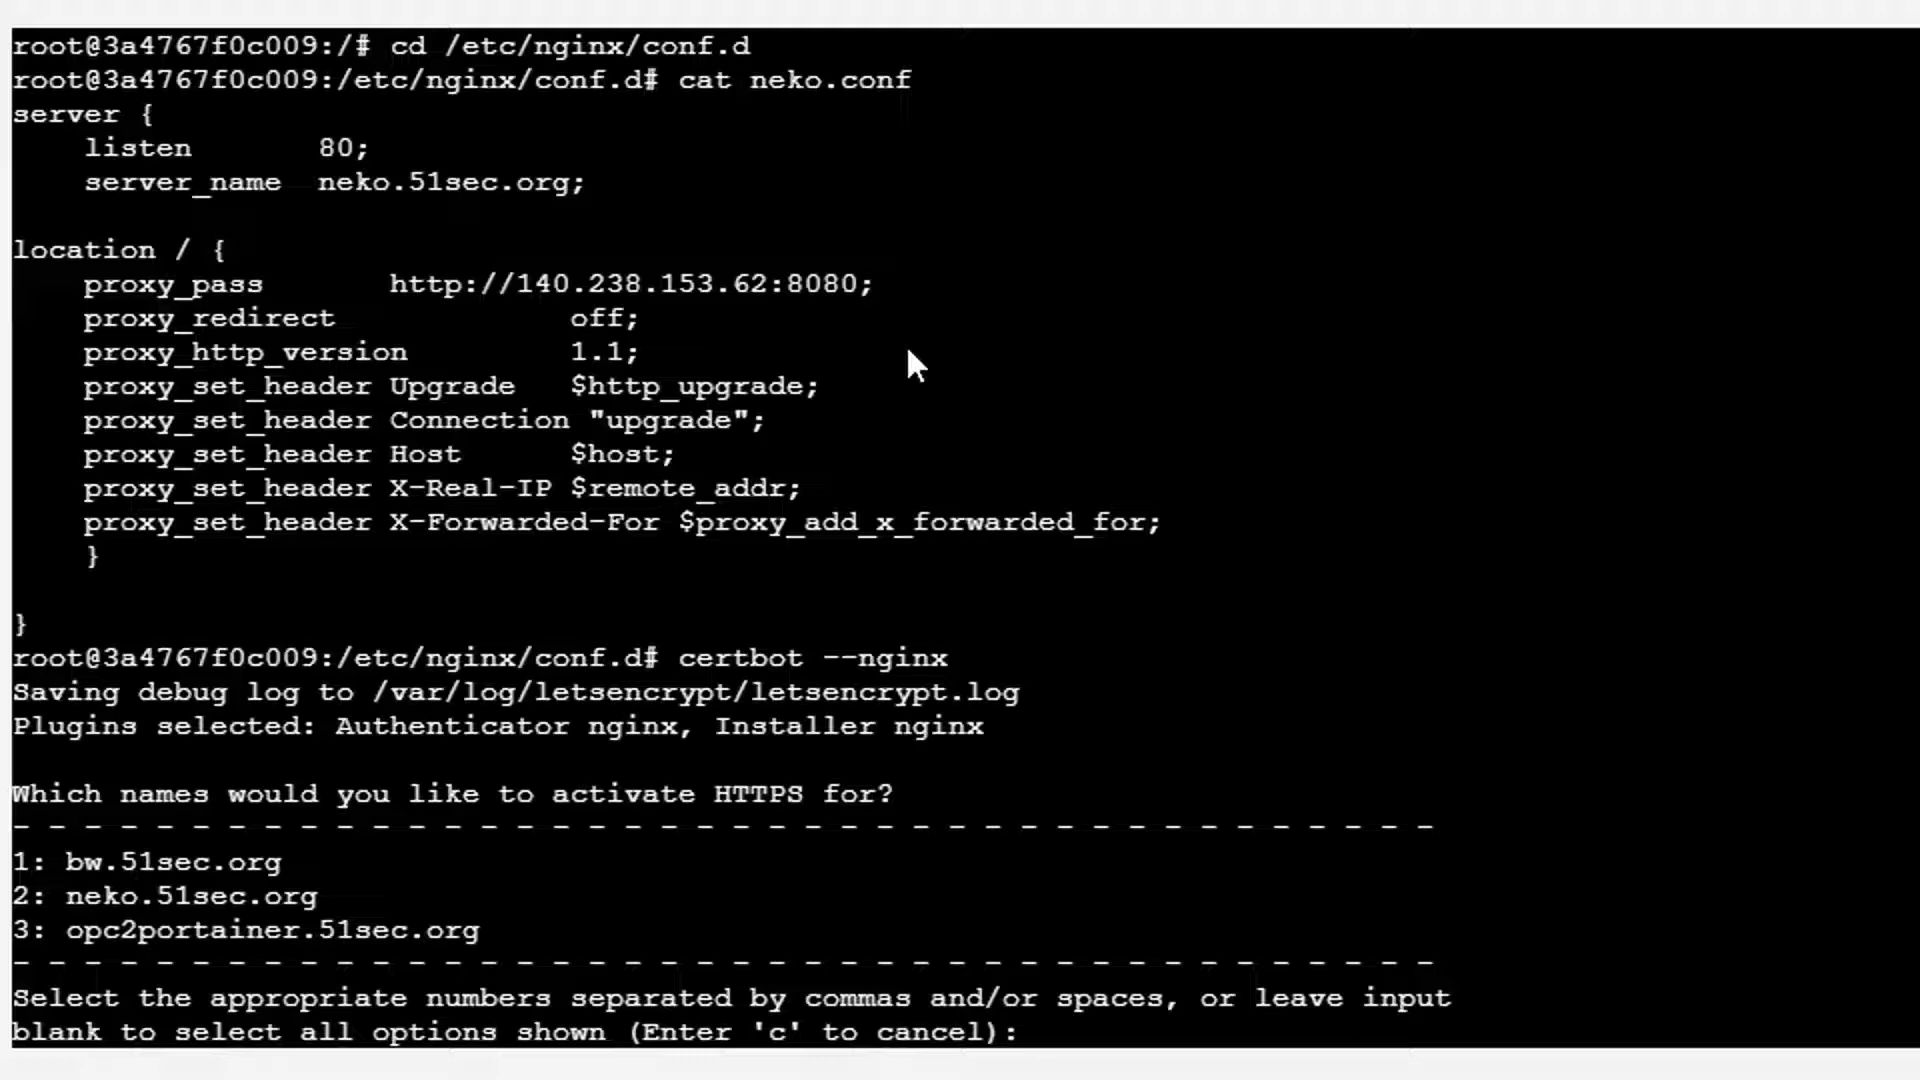 root@3a4767f0c009:/# cd /etc/nginx/conf.d
root@3a4767f0c009:/etc/nginx/conf.d# cat neko.conf
server {
    listen       80;
    server_name  neko.51sec.org;

location / {
    proxy_pass       http://140.238.153.62:8080;
    proxy_redirect             off;
    proxy_http_version         1.1;
    proxy_set_header Upgrade   $http_upgrade;
    proxy_set_header Connection "upgrade";
    proxy_set_header Host      $host;
    proxy_set_header X-Real-IP $remote_addr;
    proxy_set_header X-Forwarded-For $proxy_add_x_forwarded_for;
    }

}
root@3a4767f0c009:/etc/nginx/conf.d# certbot --nginx
Saving debug log to /var/log/letsencrypt/letsencrypt.log
Plugins selected: Authenticator nginx, Installer nginx

Which names would you like to activate HTTPS for?
- - - - - - - - - - - - - - - - - - - - - - - - - - - - - - - - - - - - - - - -
1: bw.51sec.org
2: neko.51sec.org
3: opc2portainer.51sec.org
- - - - - - - - - - - - - - - - - - - - - - - - - - - - - - - - - - - - - - - -
Select the appropriate numbers separated by commas and/or spaces, or leave input
blank to select all options shown (Enter 'c' to cancel):